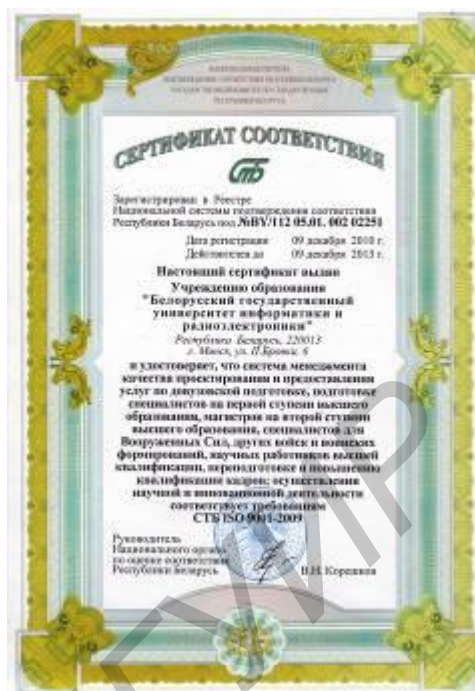 СЕРТИФИКАТ СООТВЕТСТВИЯ
СТБ
Зарегистрирован в Реестре
Национальной системы подтверждения соответствия
Республики Беларусь под №BY/112 05.01. 002 02251
Дата регистрации 09 декабря 2010 г.
Действителен до 09 декабря 2013 г.
Настоящий сертификат выдан
Учреждению образования
"Белорусский государственный
университет информатики и
радиоэлектроники"
Республика Беларусь, 220013
г. Минск, ул. П.Бровки, 6
и удостоверяет, что система менеджмента
качества проектирования и предоставления
услуг по довузовской подготовке, подготовке
специалистов на первой ступени высшего
образования, магистров на второй ступени
высшего образования, специалистов для
Вооруженных Сил, других войск и воинских
формирований, научных работников высшей
квалификации, переподготовке и повышению
квалификации кадров; осуществления
научной и инновационной деятельности
соответствует требованиям
СТБ ISO 9001-2009
Руководитель
Национального органа
по оценке соответствия
Республики Беларусь В.Н. Корешков